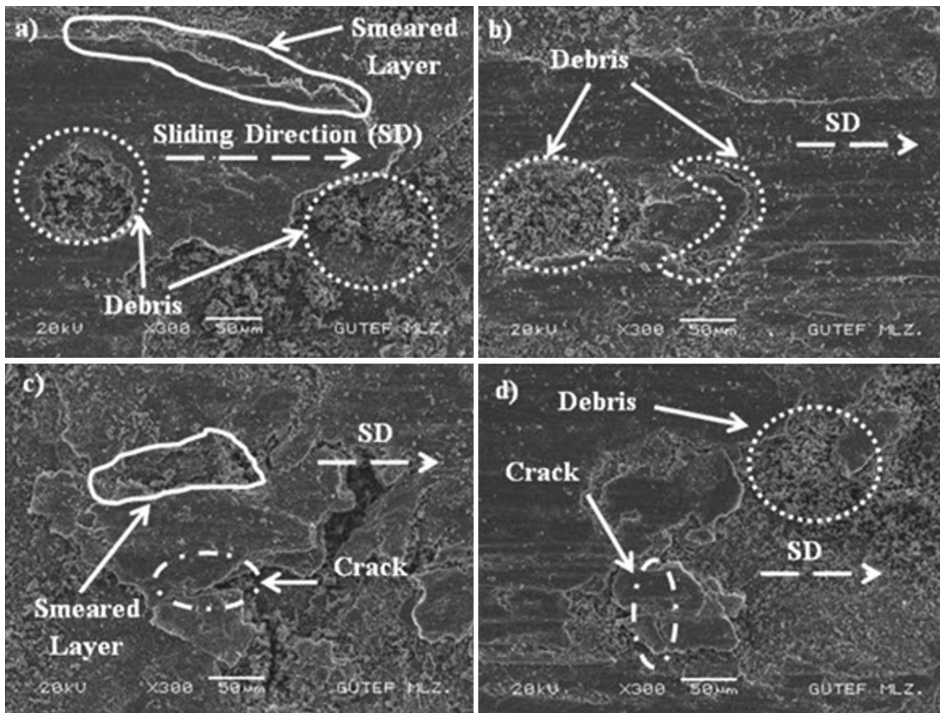 a)
Smeared
Layer
Sliding Direction (SD)
Debris
20kV X300 50µm GUTEF MLZ.
b)
Debris
SD
20kV X300 50µm GUTEF MLZ.
c)
SD
Crack
Smeared
Layer
20kV X300 50µm GUTEF MLZ.
d)
Debris
Crack
SD
20kV X300 50µm GUTEF MLZ.